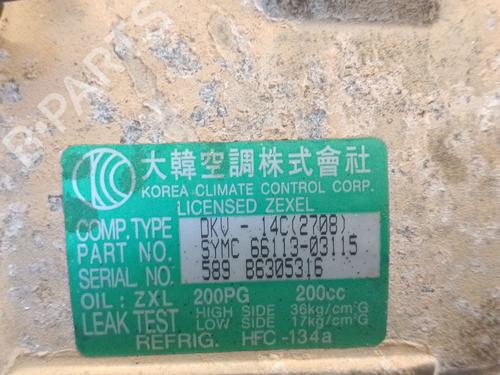 B-PARTS
大韓空調株式會社
KOREA CLIMATE CONTROL CORP.
LICENSED ZEXEL
COMP.TYPE DKV - 14C(2708)
PART NO. SYMC 66113-03115
SERIAL NO. 589 86305316
OIL : ZXL 200PG 200cc
LEAK TEST HIGH SIDE 36kg/cm²G
LOW SIDE 17kg/cm²G
REFRIG. HFC -134a